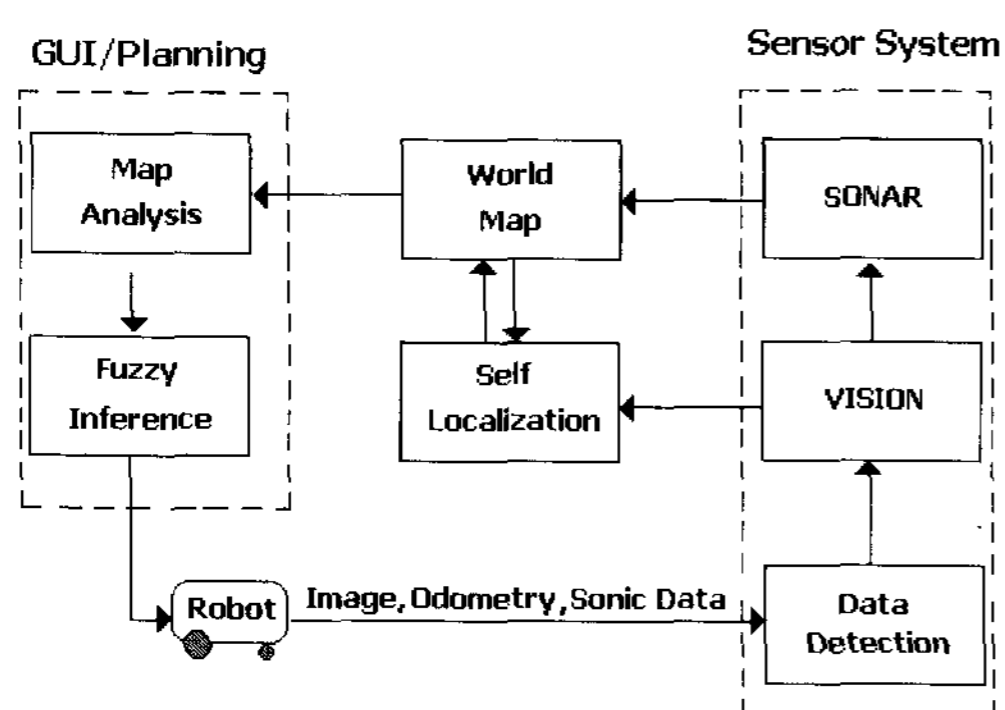 GUI/Planning
Sensor System
Map
Analysis
World
Map
SONAR
Fuzzy
Inference
Self
Localization
VISION
Robot
Image, Odometry, Sonic Data
Data
Detection